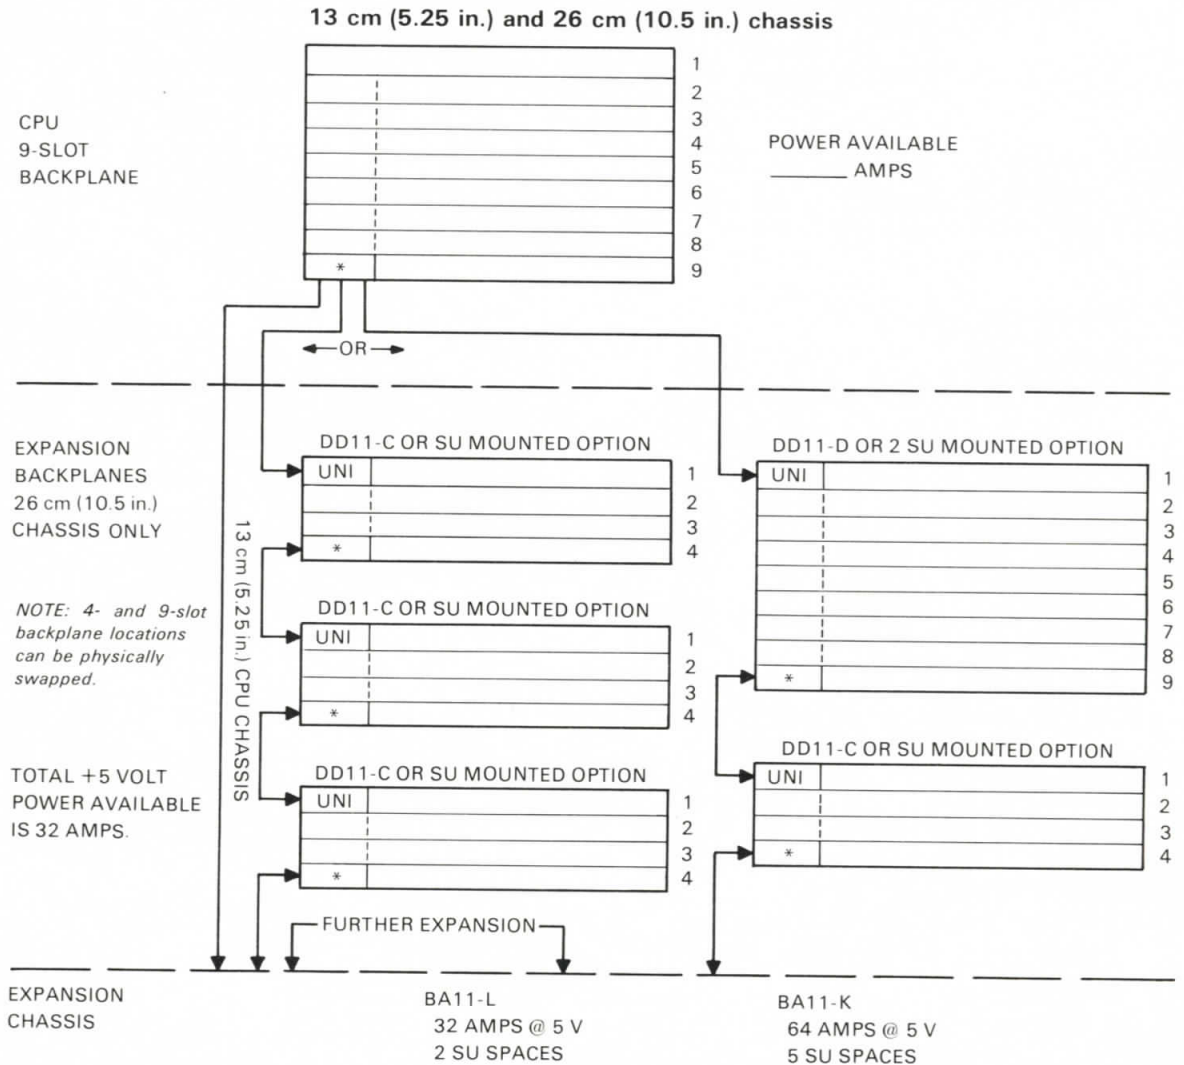 13 cm (5.25 in.) and 26 cm (10.5 in.) chassis
CPU
9-SLOT
BACKPLANE
1
2
3
4
5
6
7
8
9
*
POWER AVAILABLE
______ AMPS
OR
EXPANSION
BACKPLANES
26 cm (10.5 in.)
CHASSIS ONLY
NOTE: 4- and 9-slot
backplane locations
can be physically
swapped.
TOTAL +5 VOLT
POWER AVAILABLE
IS 32 AMPS.
13 cm (5.25 in.) CPU CHASSIS
DD11-C OR SU MOUNTED OPTION
UNI
1
2
3
4
*
DD11-C OR SU MOUNTED OPTION
UNI
1
2
3
4
*
DD11-C OR SU MOUNTED OPTION
UNI
1
2
3
4
*
DD11-D OR 2 SU MOUNTED OPTION
UNI
1
2
3
4
5
6
7
8
9
*
DD11-C OR SU MOUNTED OPTION
UNI
1
2
3
4
*
FURTHER EXPANSION
EXPANSION
CHASSIS
BA11-L
32 AMPS @ 5 V
2 SU SPACES
BA11-K
64 AMPS @ 5 V
5 SU SPACES